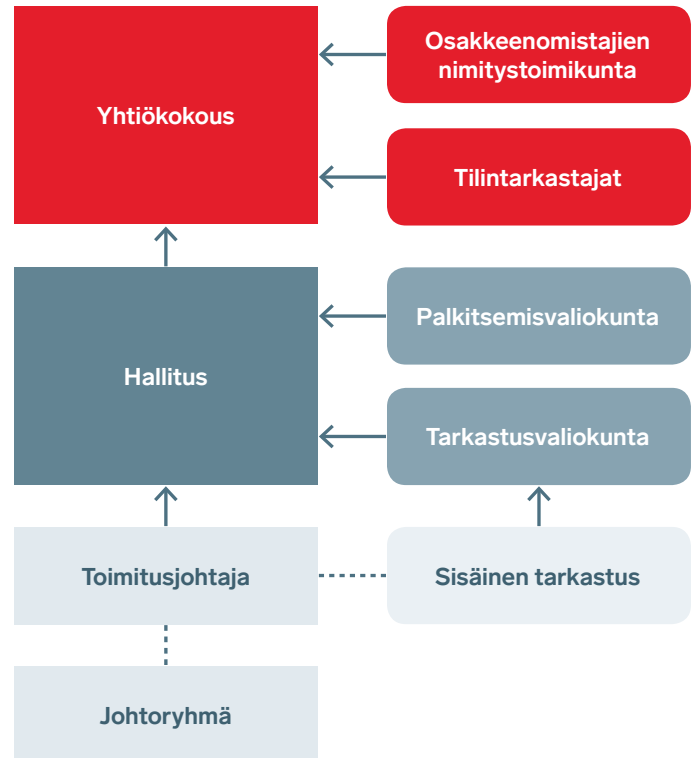 Yhtiökokous
Osakkeenomistajien
nimitystoimikunta
Tilintarkastajat
Hallitus
Palkitsemisvaliokunta
Tarkastusvaliokunta
Toimitusjohtaja
Sisäinen tarkastus
Johtoryhmä